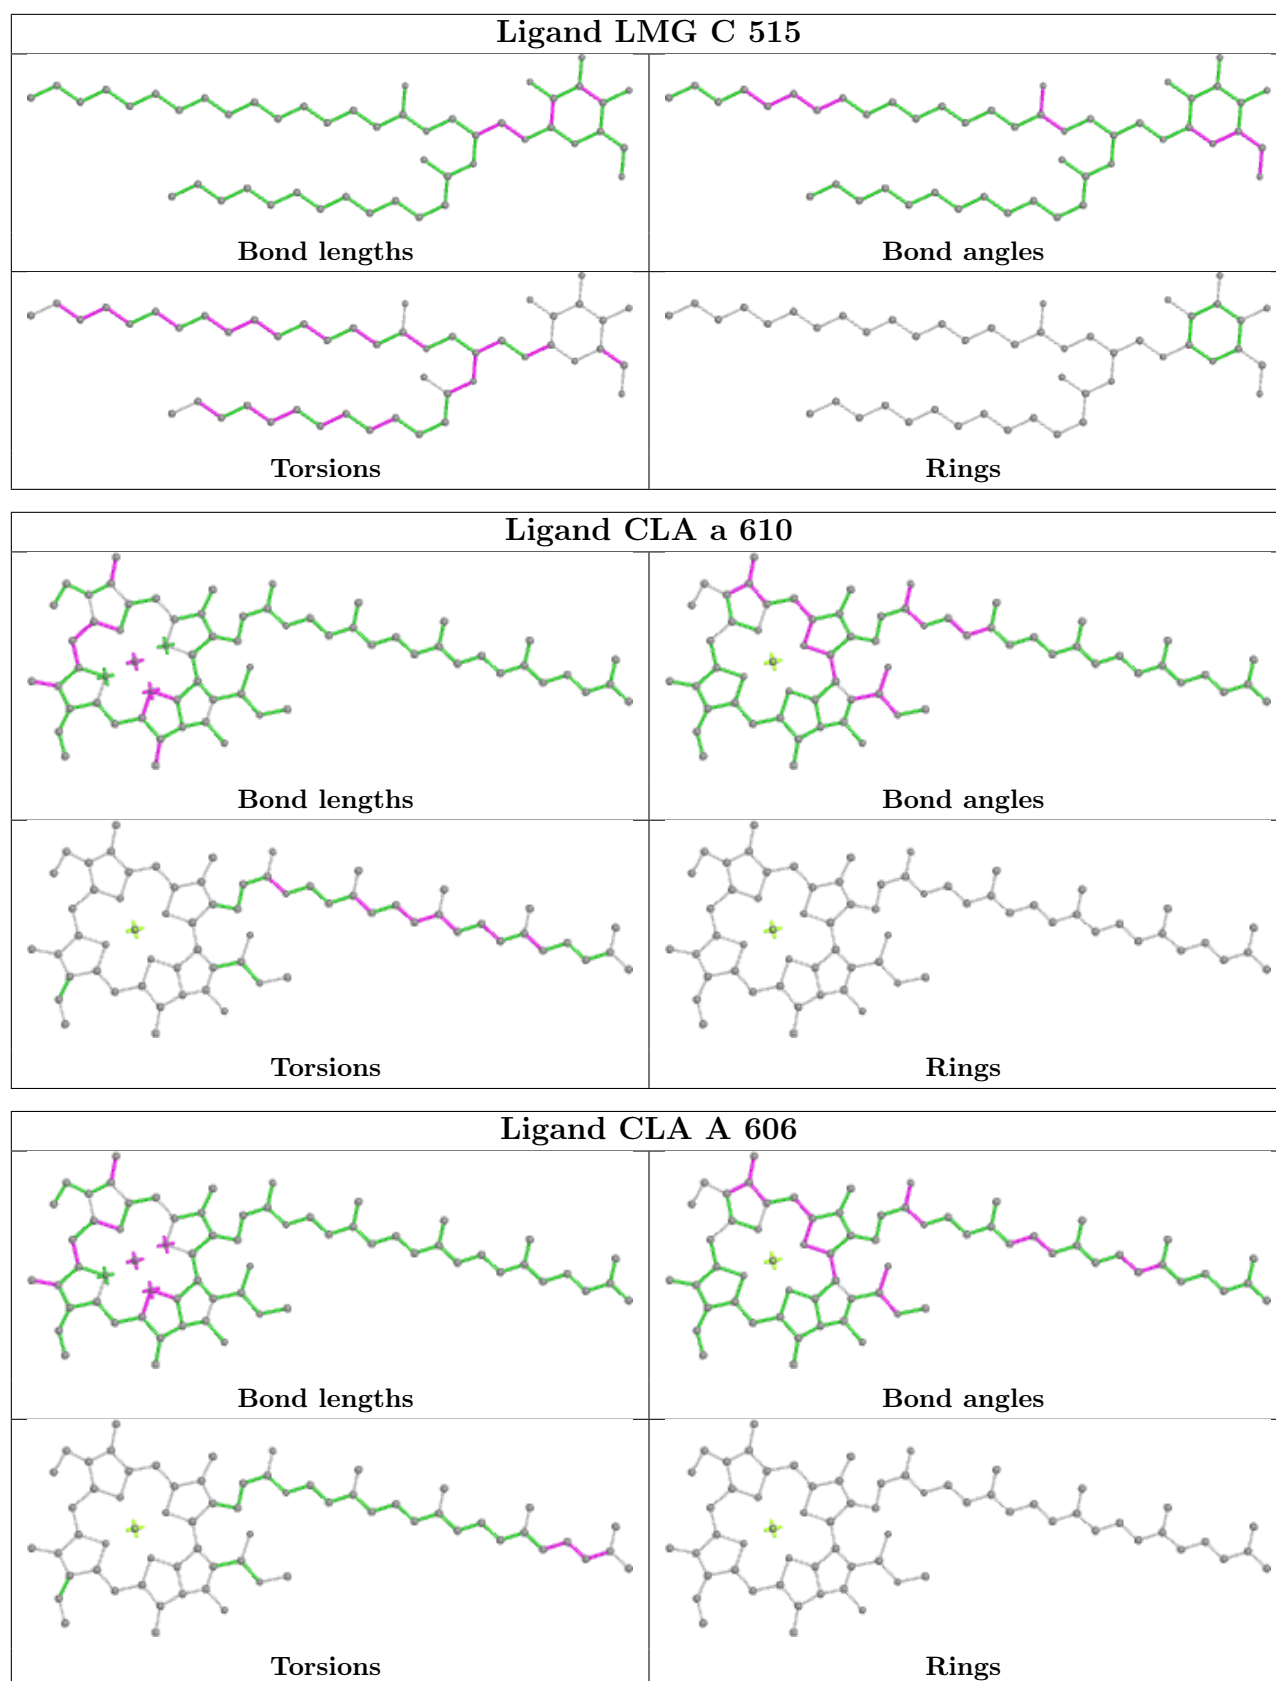 Ligand LMG C 515
Bond lengths
Bond angles
Torsions
Rings
Ligand CLA a 610
Bond lengths
Bond angles
Torsions
Rings
Ligand CLA A 606
Bond lengths
Bond angles
Torsions
Rings